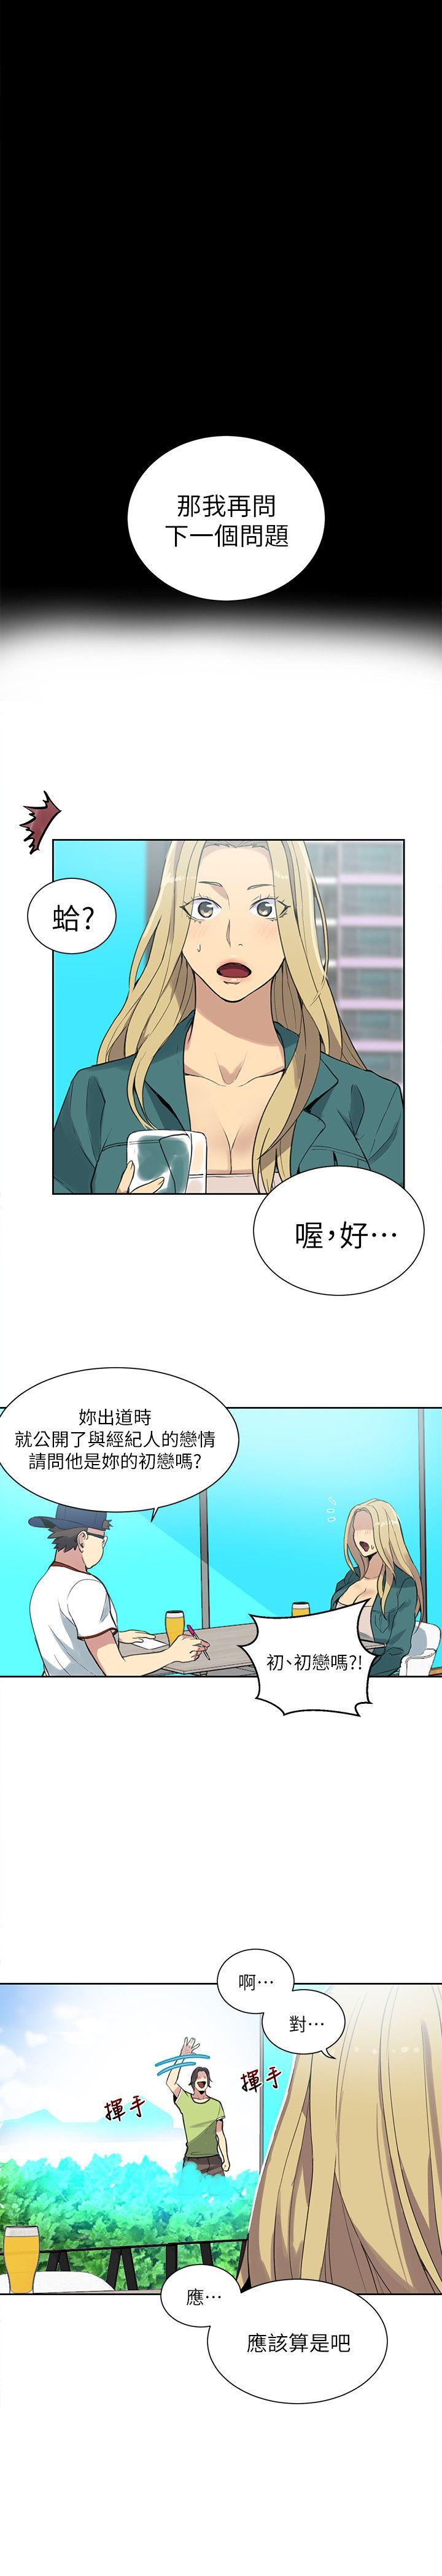 那我再問
下一個問題
蛤?
喔,好…
妳出道時
就公開了與經紀人的戀情
請問他是妳的初戀嗎?
初、初戀嗎?!
啊…
對…
揮手
揮手
應…
應該算是吧